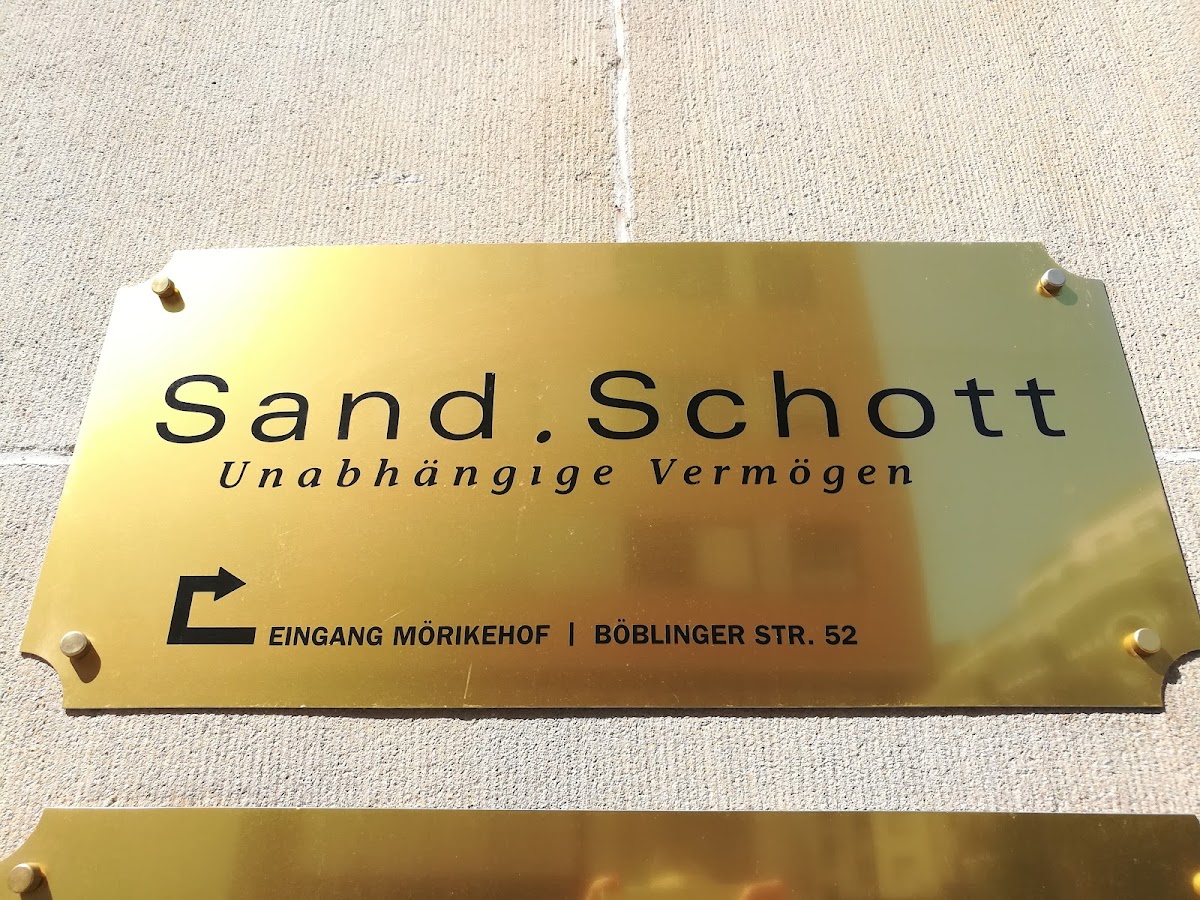 Sand.Schott
Unabhängige Vermögen
EINGANG MÖRIKEHOF | BÖBLINGER STR. 52